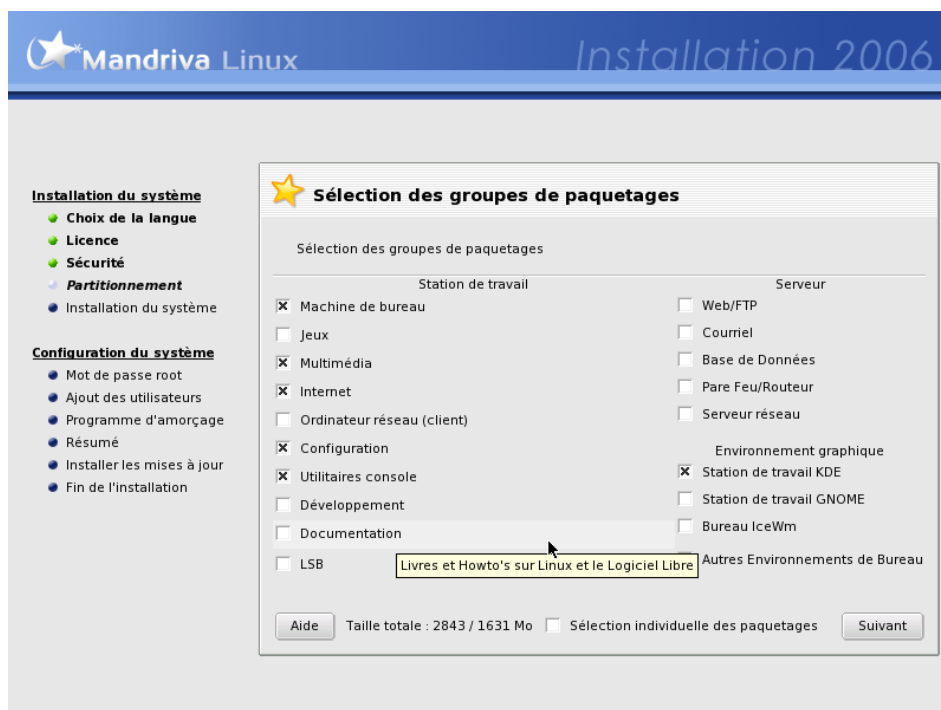 Mandriva Linux
Installation 2006
Installation du système
Choix de la langue
Licence
Sécurité
Partitionnement
Installation du système
Configuration du système
Mot de passe root
Ajout des utilisateurs
Programme d'amorçage
Résumé
Installer les mises à jour
Fin de l'installation
Sélection des groupes de paquetages
Sélection des groupes de paquetages
Station de travail
Machine de bureau
Jeux
Multimédia
Internet
Ordinateur réseau (client)
Configuration
Utilitaires console
Développement
Documentation
LSB
Livres et Howto's sur Linux et le Logiciel Libre
Serveur
Web/FTP
Courriel
Base de Données
Pare Feu/Routeur
Serveur réseau
Environnement graphique
Station de travail KDE
Station de travail GNOME
Bureau IceWm
Autres Environnements de Bureau
Aide
Taille totale : 2843 / 1631 Mo
Sélection individuelle des paquetages
Suivant